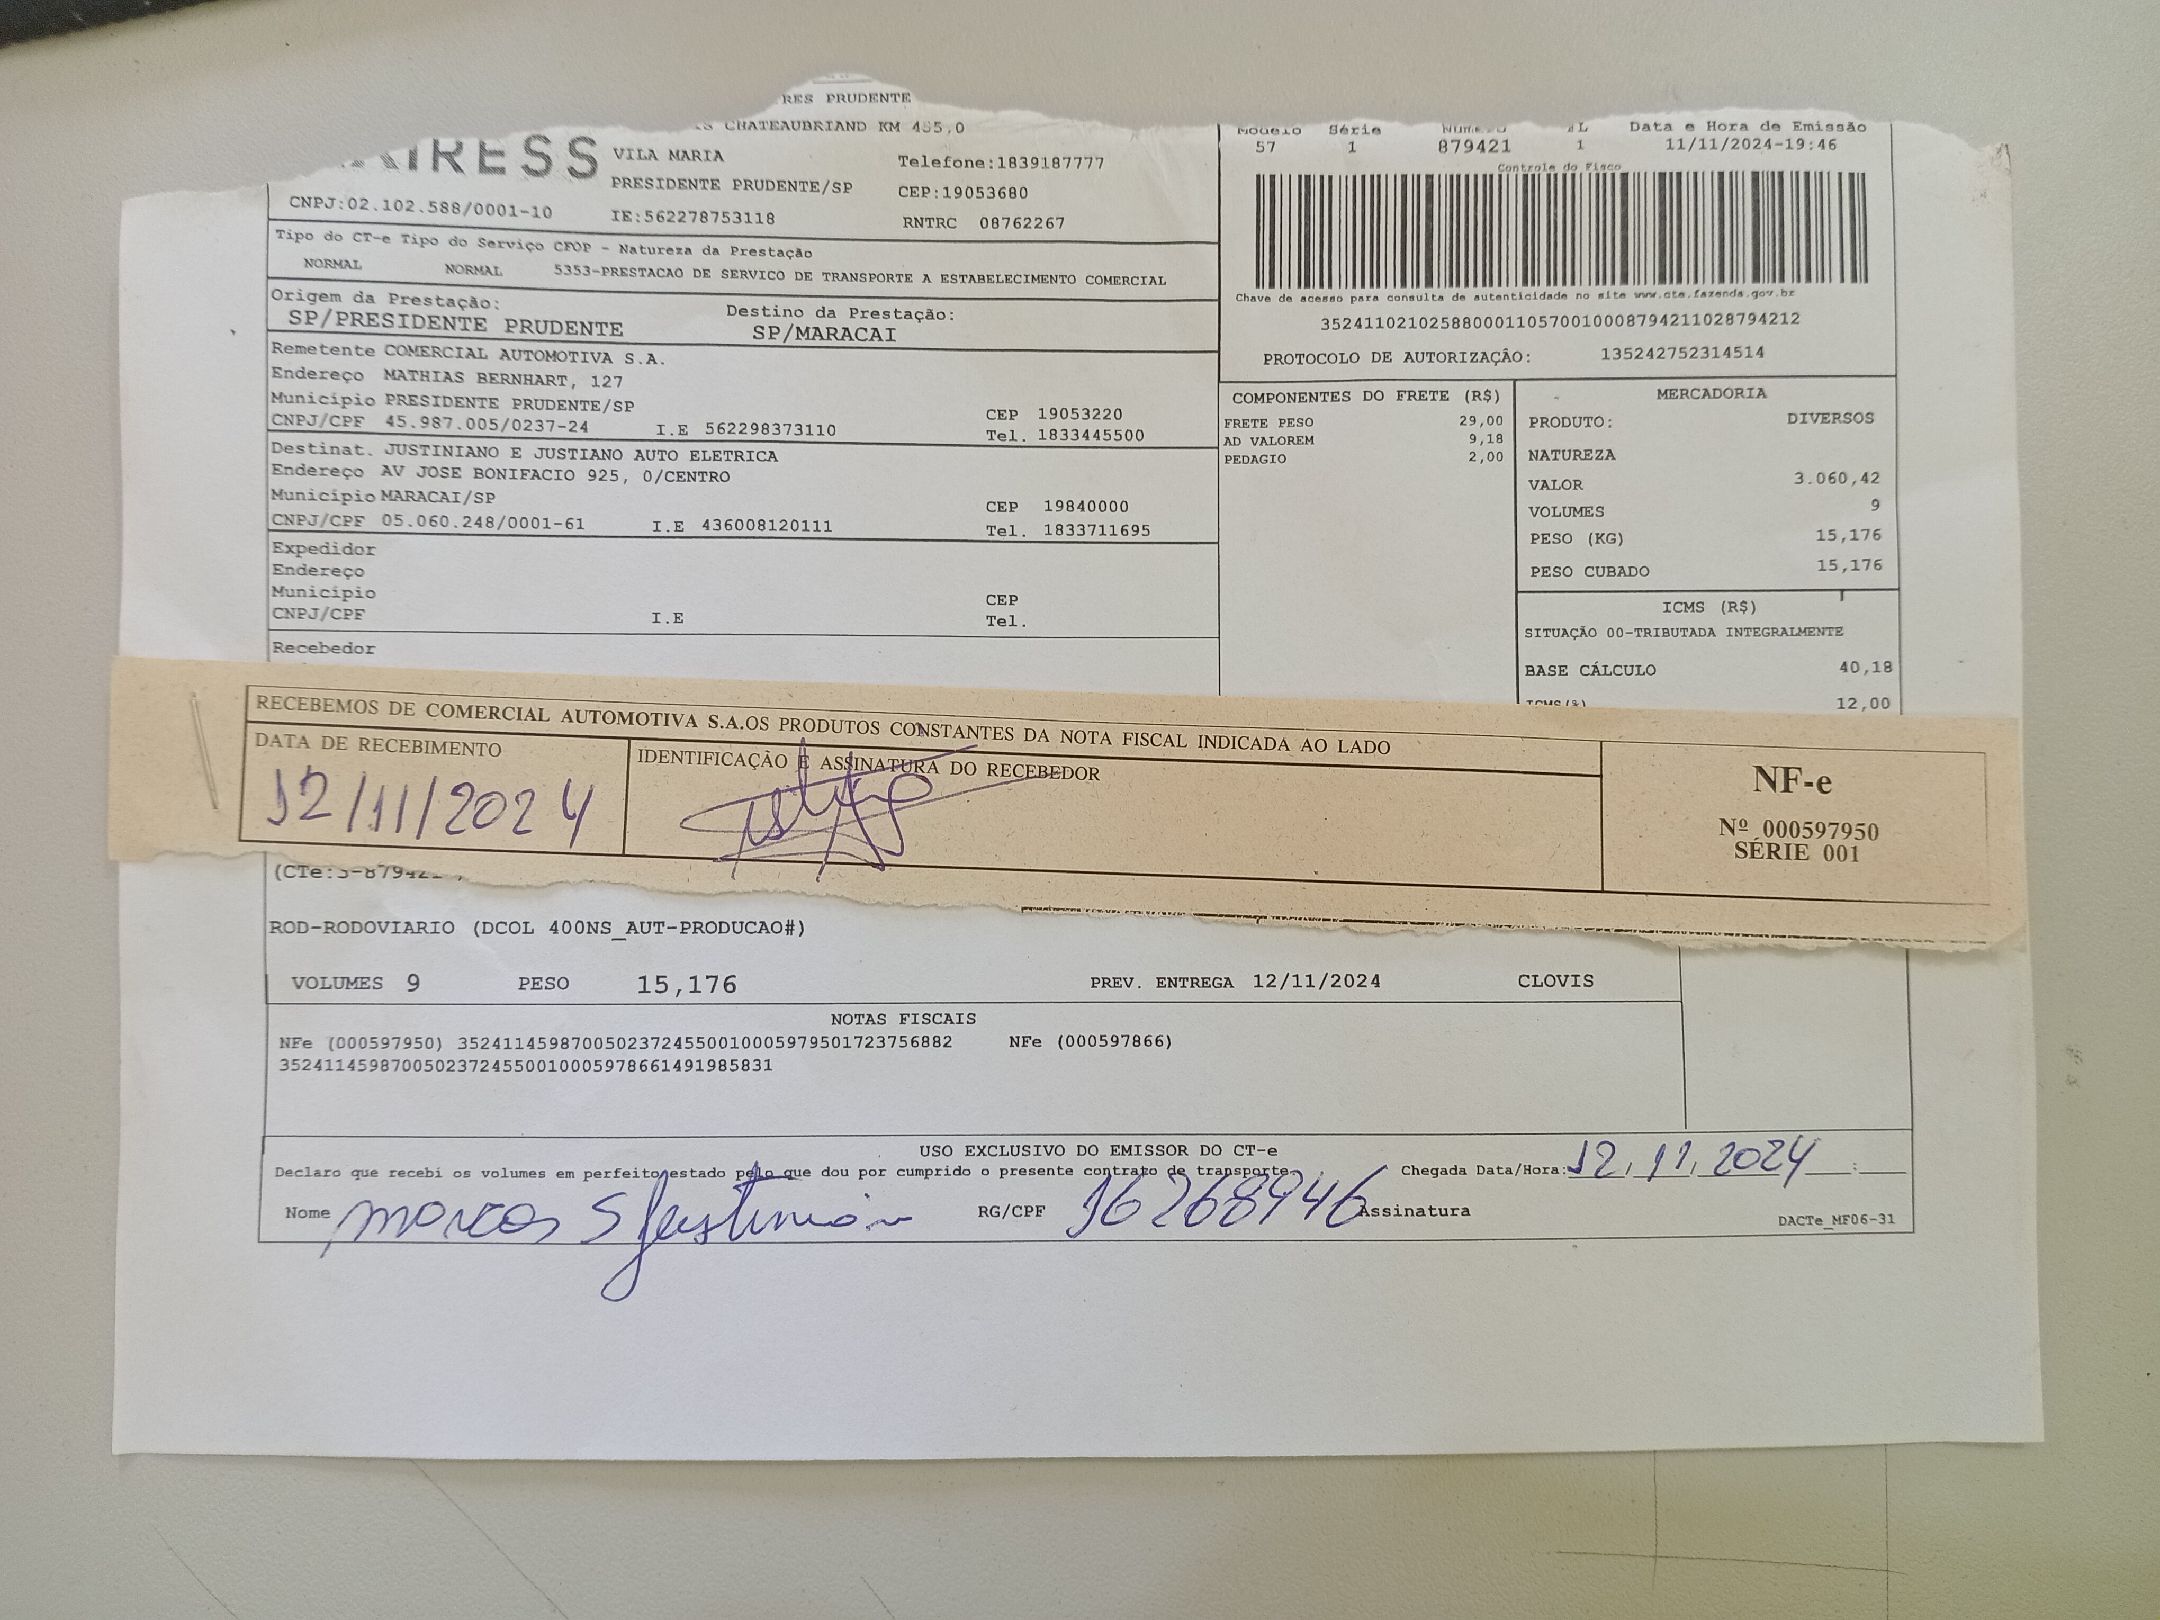 RES PRUDENTE
CHATEAUBRIAND KM 455,0
RESS
VILA MARIA
Telefone:1839187777
PRESIDENTE PRUDENTE/SP
CEP:19053680
CNPJ:02.102.588/0001-10
IE:562278753118
RNTRC 08762267
Modelo Série L Data e Hora de Emissão
57 1 879421 1 11/11/2024-19:46
Controle do Fisco
Chave de acesso para consulta de autenticidade no site www.cte.fazenda.gov.br
35241102102588000110570010008794211028794212
PROTOCOLO DE AUTORIZAÇÃO: 135242752314514
Tipo do CT-e Tipo do Serviço CFOP - Natureza da Prestação
NORMAL NORMAL 5353-PRESTACAO DE SERVICO DE TRANSPORTE A ESTABELECIMENTO COMERCIAL
Origem da Prestação: Destino da Prestação:
SP/PRESIDENTE PRUDENTE SP/MARACAI
Remetente COMERCIAL AUTOMOTIVA S.A.
Endereço MATHIAS BERNHART, 127
Município PRESIDENTE PRUDENTE/SP CEP 19053220
CNPJ/CPF 45.987.005/0237-24 I.E 562298373110 Tel. 1833445500
Destinat. JUSTINIANO E JUSTIANO AUTO ELETRICA
Endereço AV JOSE BONIFACIO 925, 0/CENTRO
Município MARACAI/SP CEP 19840000
CNPJ/CPF 05.060.248/0001-61 I.E 436008120111 Tel. 1833711695
Expedidor
Endereço
Município CEP
CNPJ/CPF I.E Tel.
Recebedor
COMPONENTES DO FRETE (R$)
FRETE PESO 29,00
AD VALOREM 9,18
PEDAGIO 2,00
MERCADORIA
PRODUTO: DIVERSOS
NATUREZA
VALOR 3.060,42
VOLUMES 9
PESO (KG) 15,176
PESO CUBADO 15,176
ICMS (R$)
SITUAÇÃO 00-TRIBUTADA INTEGRALMENTE
BASE CÁLCULO 40,18
ICMS(%) 12,00
RECEBEMOS DE COMERCIAL AUTOMOTIVA S.A.OS PRODUTOS CONSTANTES DA NOTA FISCAL INDICADA AO LADO
DATA DE RECEBIMENTO
12/11/2024
IDENTIFICAÇÃO E ASSINATURA DO RECEBEDOR
NF-e
Nº 000597950
SÉRIE 001
ROD-RODOVIARIO (DCOL 400NS_AUT-PRODUCAO#)
VOLUMES 9 PESO 15,176 PREV. ENTREGA 12/11/2024 CLOVIS
NOTAS FISCAIS
NFe (000597950) 35241145987005023724550010005979501723756882 NFe (000597866)
35241145987005023724550010005978661491985831
USO EXCLUSIVO DO EMISSOR DO CT-e
Declaro que recebi os volumes em perfeito estado pelo que dou por cumprido o presente contrato de transporte. Chegada Data/Hora: 12.11.2024 :
Nome Marcos S Justiniano RG/CPF 16268946 Assinatura
DACTe_MF06-31